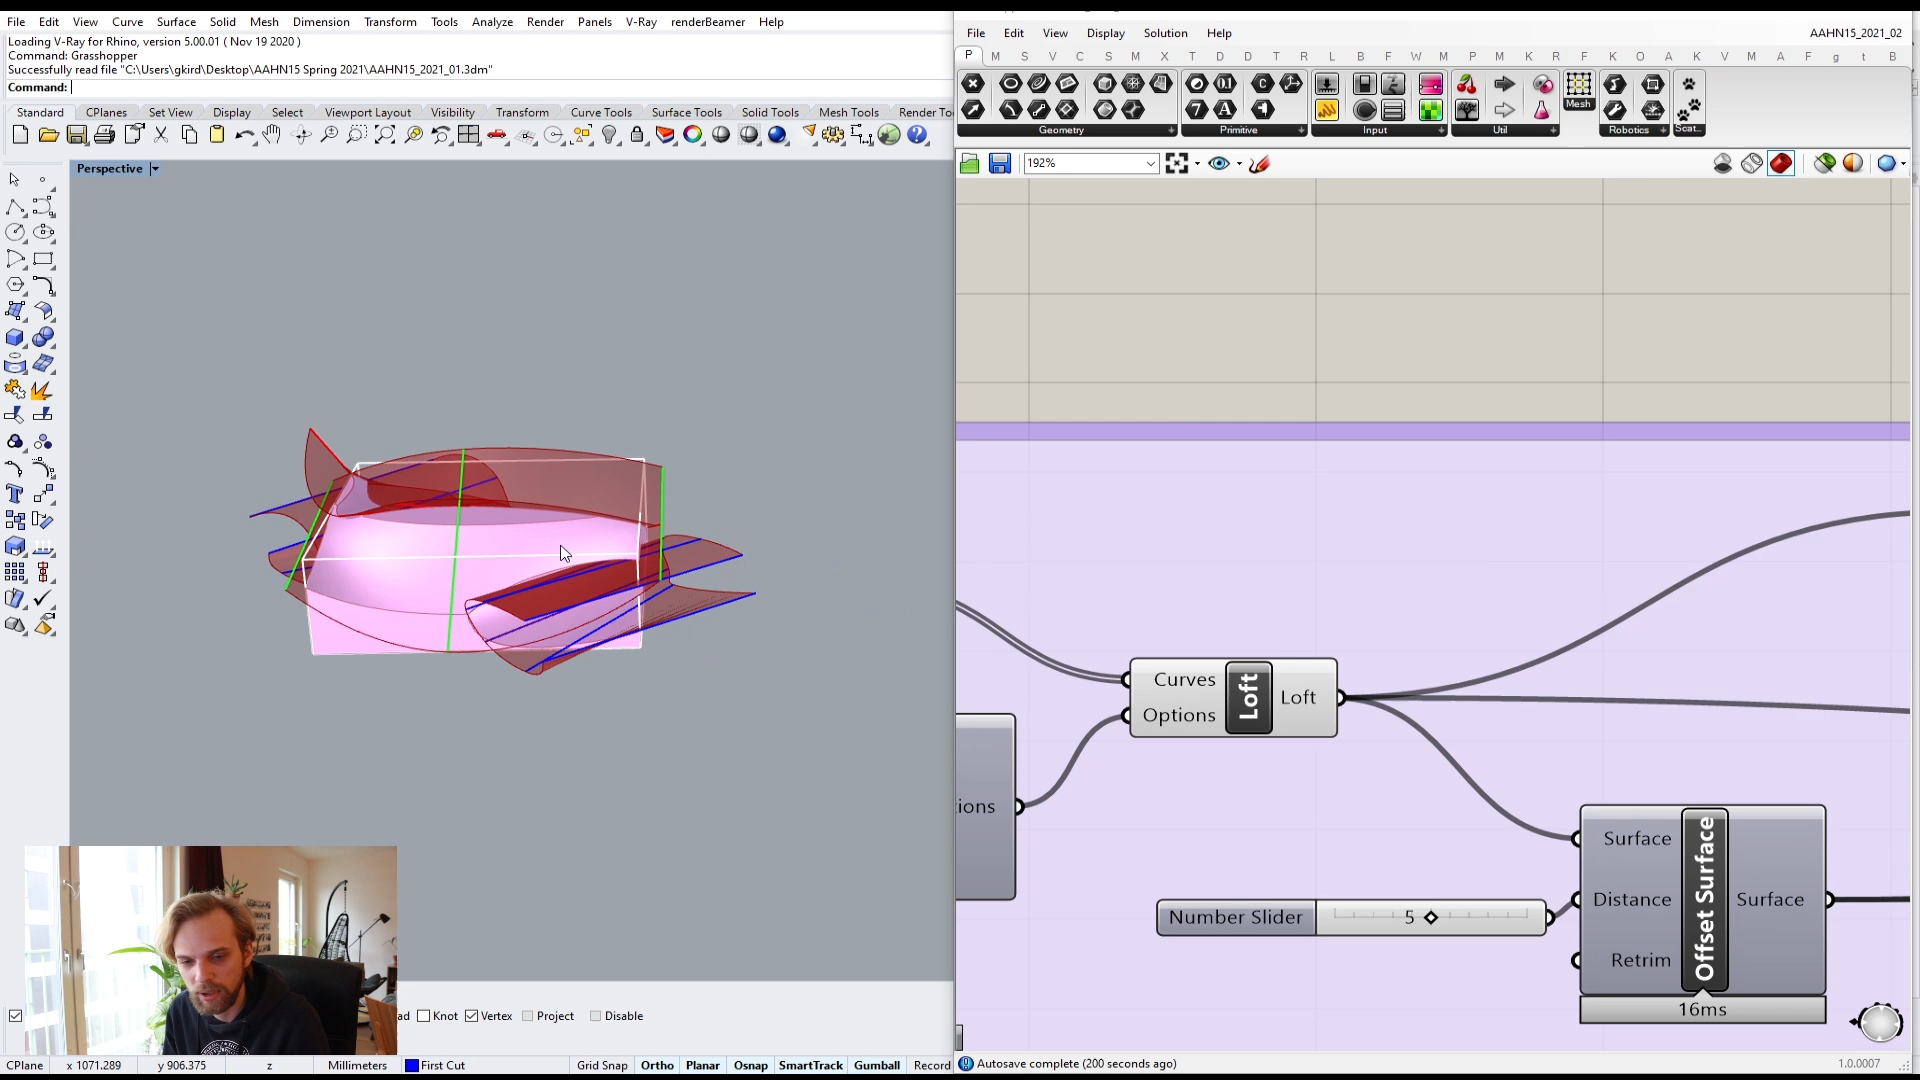 File Edit View Curve Surface Solid Mesh Dimension Transform Tools Analyze Render Panels V-Ray renderBeamer Help
Loading V-Ray for Rhino, version 5.00.01 ( Nov 19 2020 )
Command: Grasshopper
Successfully read file "C:\Users\gkird\Desktop\AAHN15 Spring 2021\AAHN15_2021_01.3dm"
Command:
Standard CPlanes Set View Display Select Viewport Layout Visibility Transform Curve Tools Surface Tools Solid Tools Mesh Tools Render To
Perspective
File Edit View Display Solution Help AAHN15_2021_02
P M S V C S M X T D D T R L B F W M P M K R O A K V M A F g t B
Mesh
Geometry Primitive Input Util Robotics Scat...
192%
Curves
Options
Loft
Loft
ions
Number Slider 5
Surface
Distance
Retrim
Offset Surface
Surface
16ms
ad Knot Vertex Project Disable
CPlane x 1071.289 y 906.375 z Millimeters First Cut Grid Snap Ortho Planar Osnap SmartTrack Gumball Record
Autosave complete (200 seconds ago) 1.0.0007